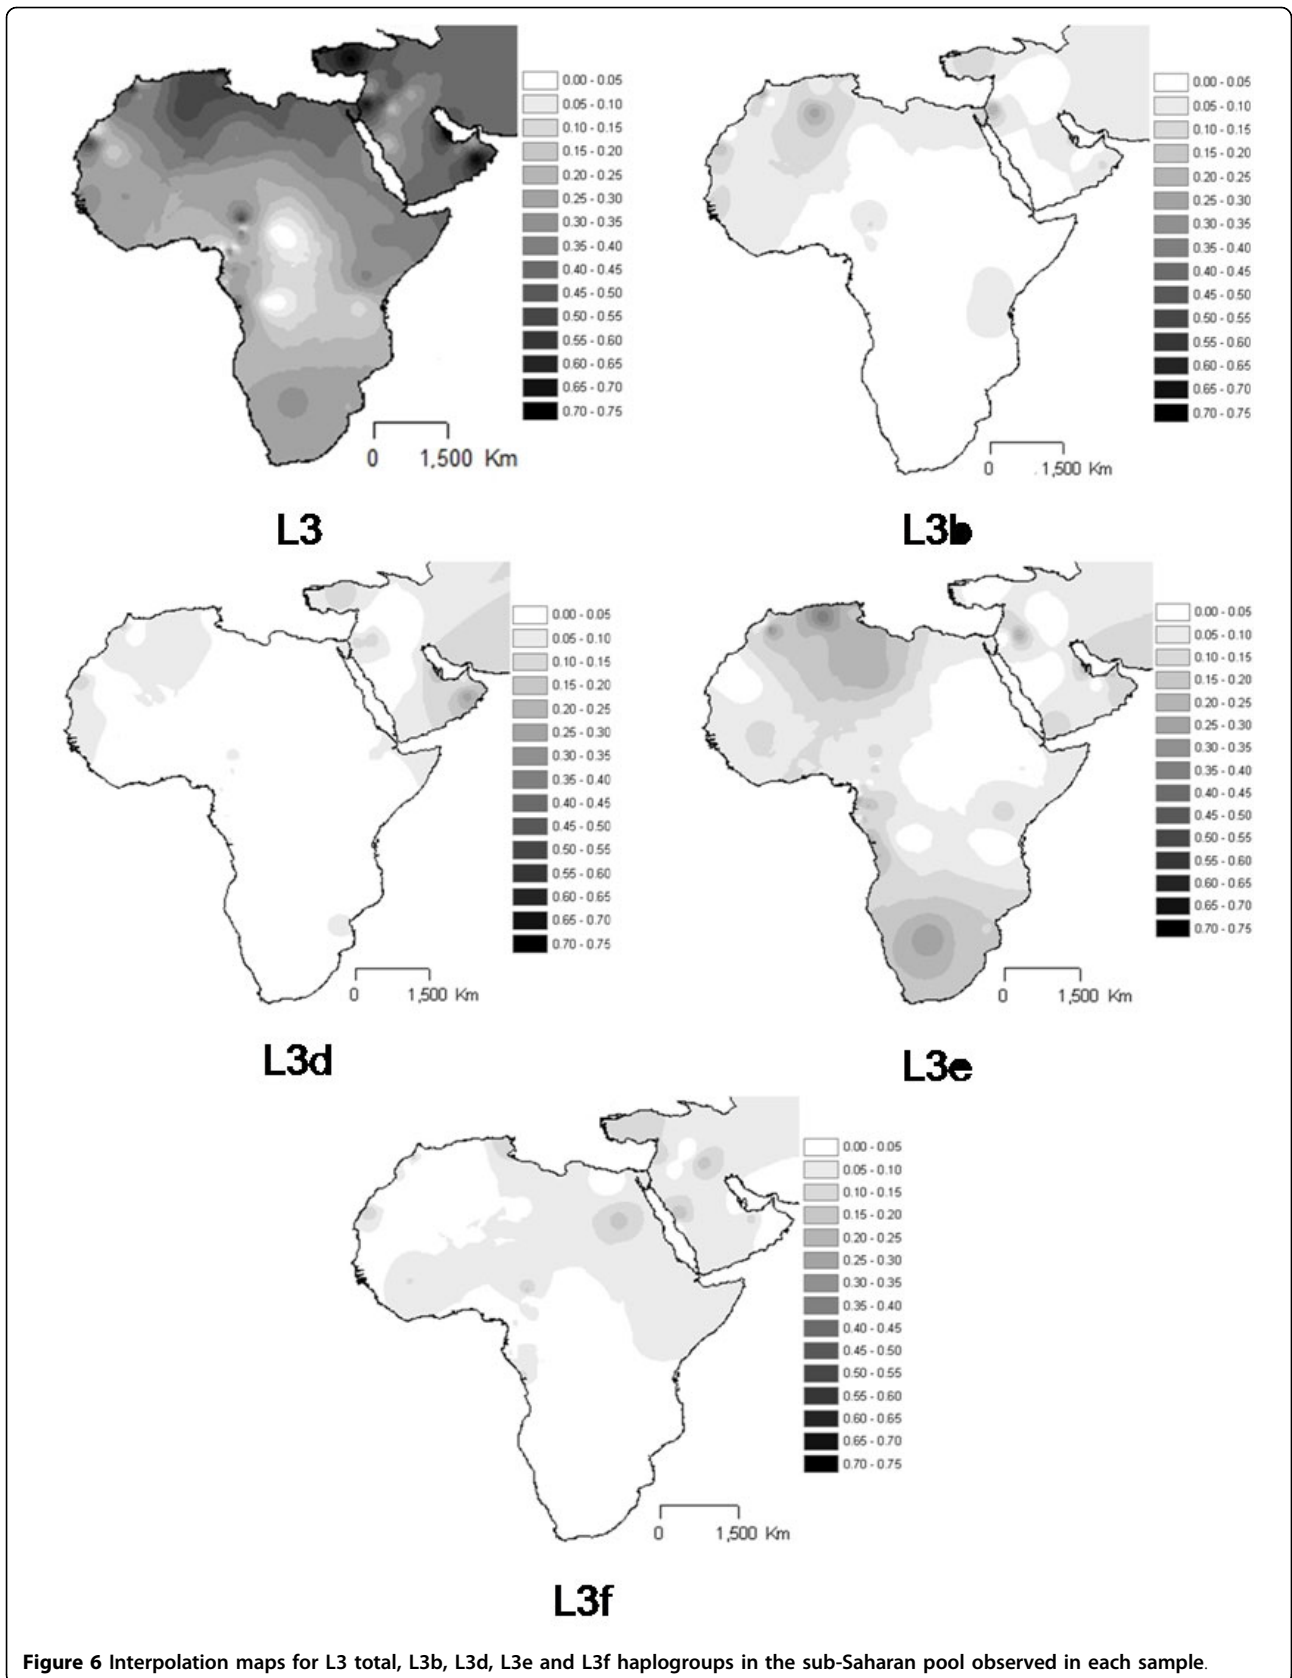 0.00 - 0.05
0.05 - 0.10
0.10 - 0.15
0.15 - 0.20
0.20 - 0.25
0.25 - 0.30
0.30 - 0.35
0.35 - 0.40
0.40 - 0.45
0.45 - 0.50
0.50 - 0.55
0.55 - 0.60
0.60 - 0.65
0.65 - 0.70
0.70 - 0.75
0 1,500 Km
L3
0.00 - 0.05
0.05 - 0.10
0.10 - 0.15
0.15 - 0.20
0.20 - 0.25
0.25 - 0.30
0.30 - 0.35
0.35 - 0.40
0.40 - 0.45
0.45 - 0.50
0.50 - 0.55
0.55 - 0.60
0.60 - 0.65
0.65 - 0.70
0.70 - 0.75
0 1,500 Km
L3b
0.00 - 0.05
0.05 - 0.10
0.10 - 0.15
0.15 - 0.20
0.20 - 0.25
0.25 - 0.30
0.30 - 0.35
0.35 - 0.40
0.40 - 0.45
0.45 - 0.50
0.50 - 0.55
0.55 - 0.60
0.60 - 0.65
0.65 - 0.70
0.70 - 0.75
0 1,500 Km
L3d
0.00 - 0.05
0.05 - 0.10
0.10 - 0.15
0.15 - 0.20
0.20 - 0.25
0.25 - 0.30
0.30 - 0.35
0.35 - 0.40
0.40 - 0.45
0.45 - 0.50
0.50 - 0.55
0.55 - 0.60
0.60 - 0.65
0.65 - 0.70
0.70 - 0.75
0 1,500 Km
L3e
0.00 - 0.05
0.05 - 0.10
0.10 - 0.15
0.15 - 0.20
0.20 - 0.25
0.25 - 0.30
0.30 - 0.35
0.35 - 0.40
0.40 - 0.45
0.45 - 0.50
0.50 - 0.55
0.55 - 0.60
0.60 - 0.65
0.65 - 0.70
0.70 - 0.75
0 1,500 Km
L3f
Figure 6 Interpolation maps for L3 total, L3b, L3d, L3e and L3f haplogroups in the sub-Saharan pool observed in each sample.